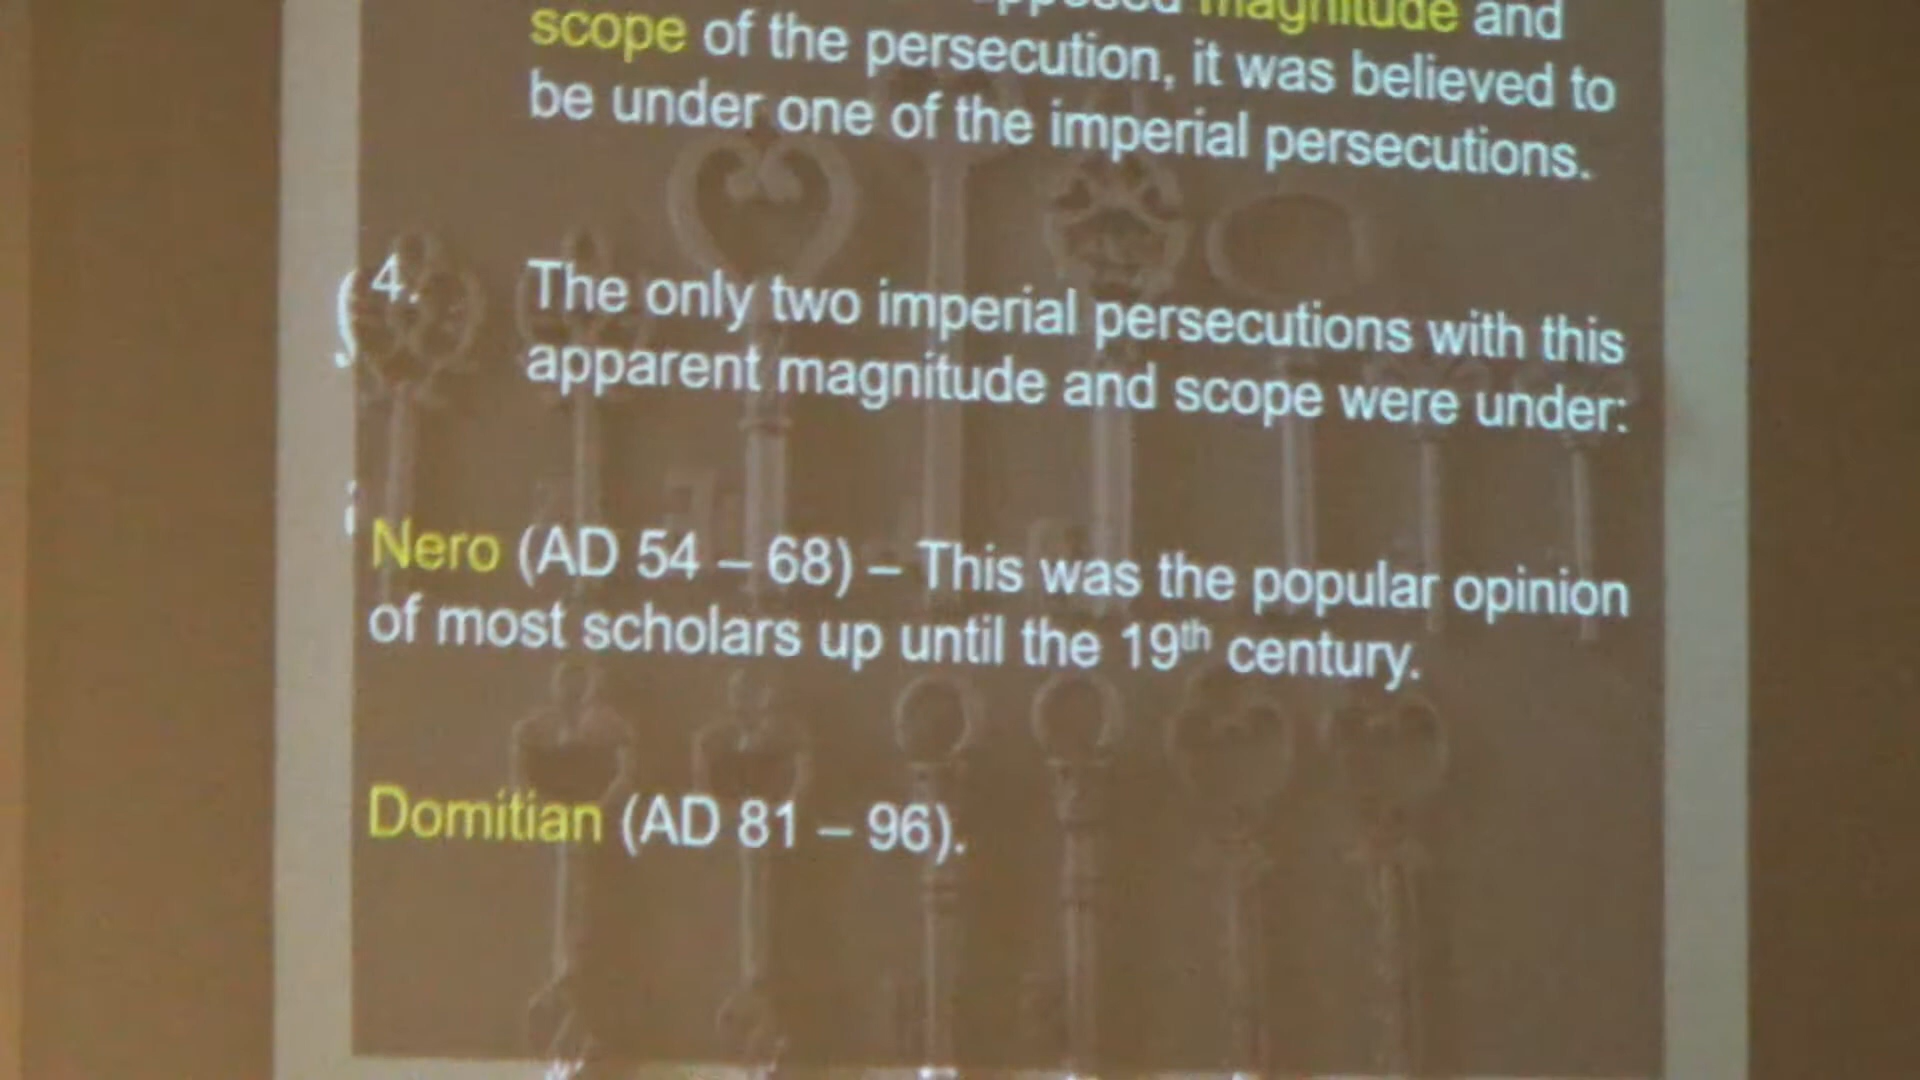 magnitude and
scope of the persecution, it was believed to
be under one of the imperial persecutions.
4. The only two imperial persecutions with this
apparent magnitude and scope were under:
Nero (AD 54 – 68) – This was the popular opinion
of most scholars up until the 19th century.
Domitian (AD 81 – 96).